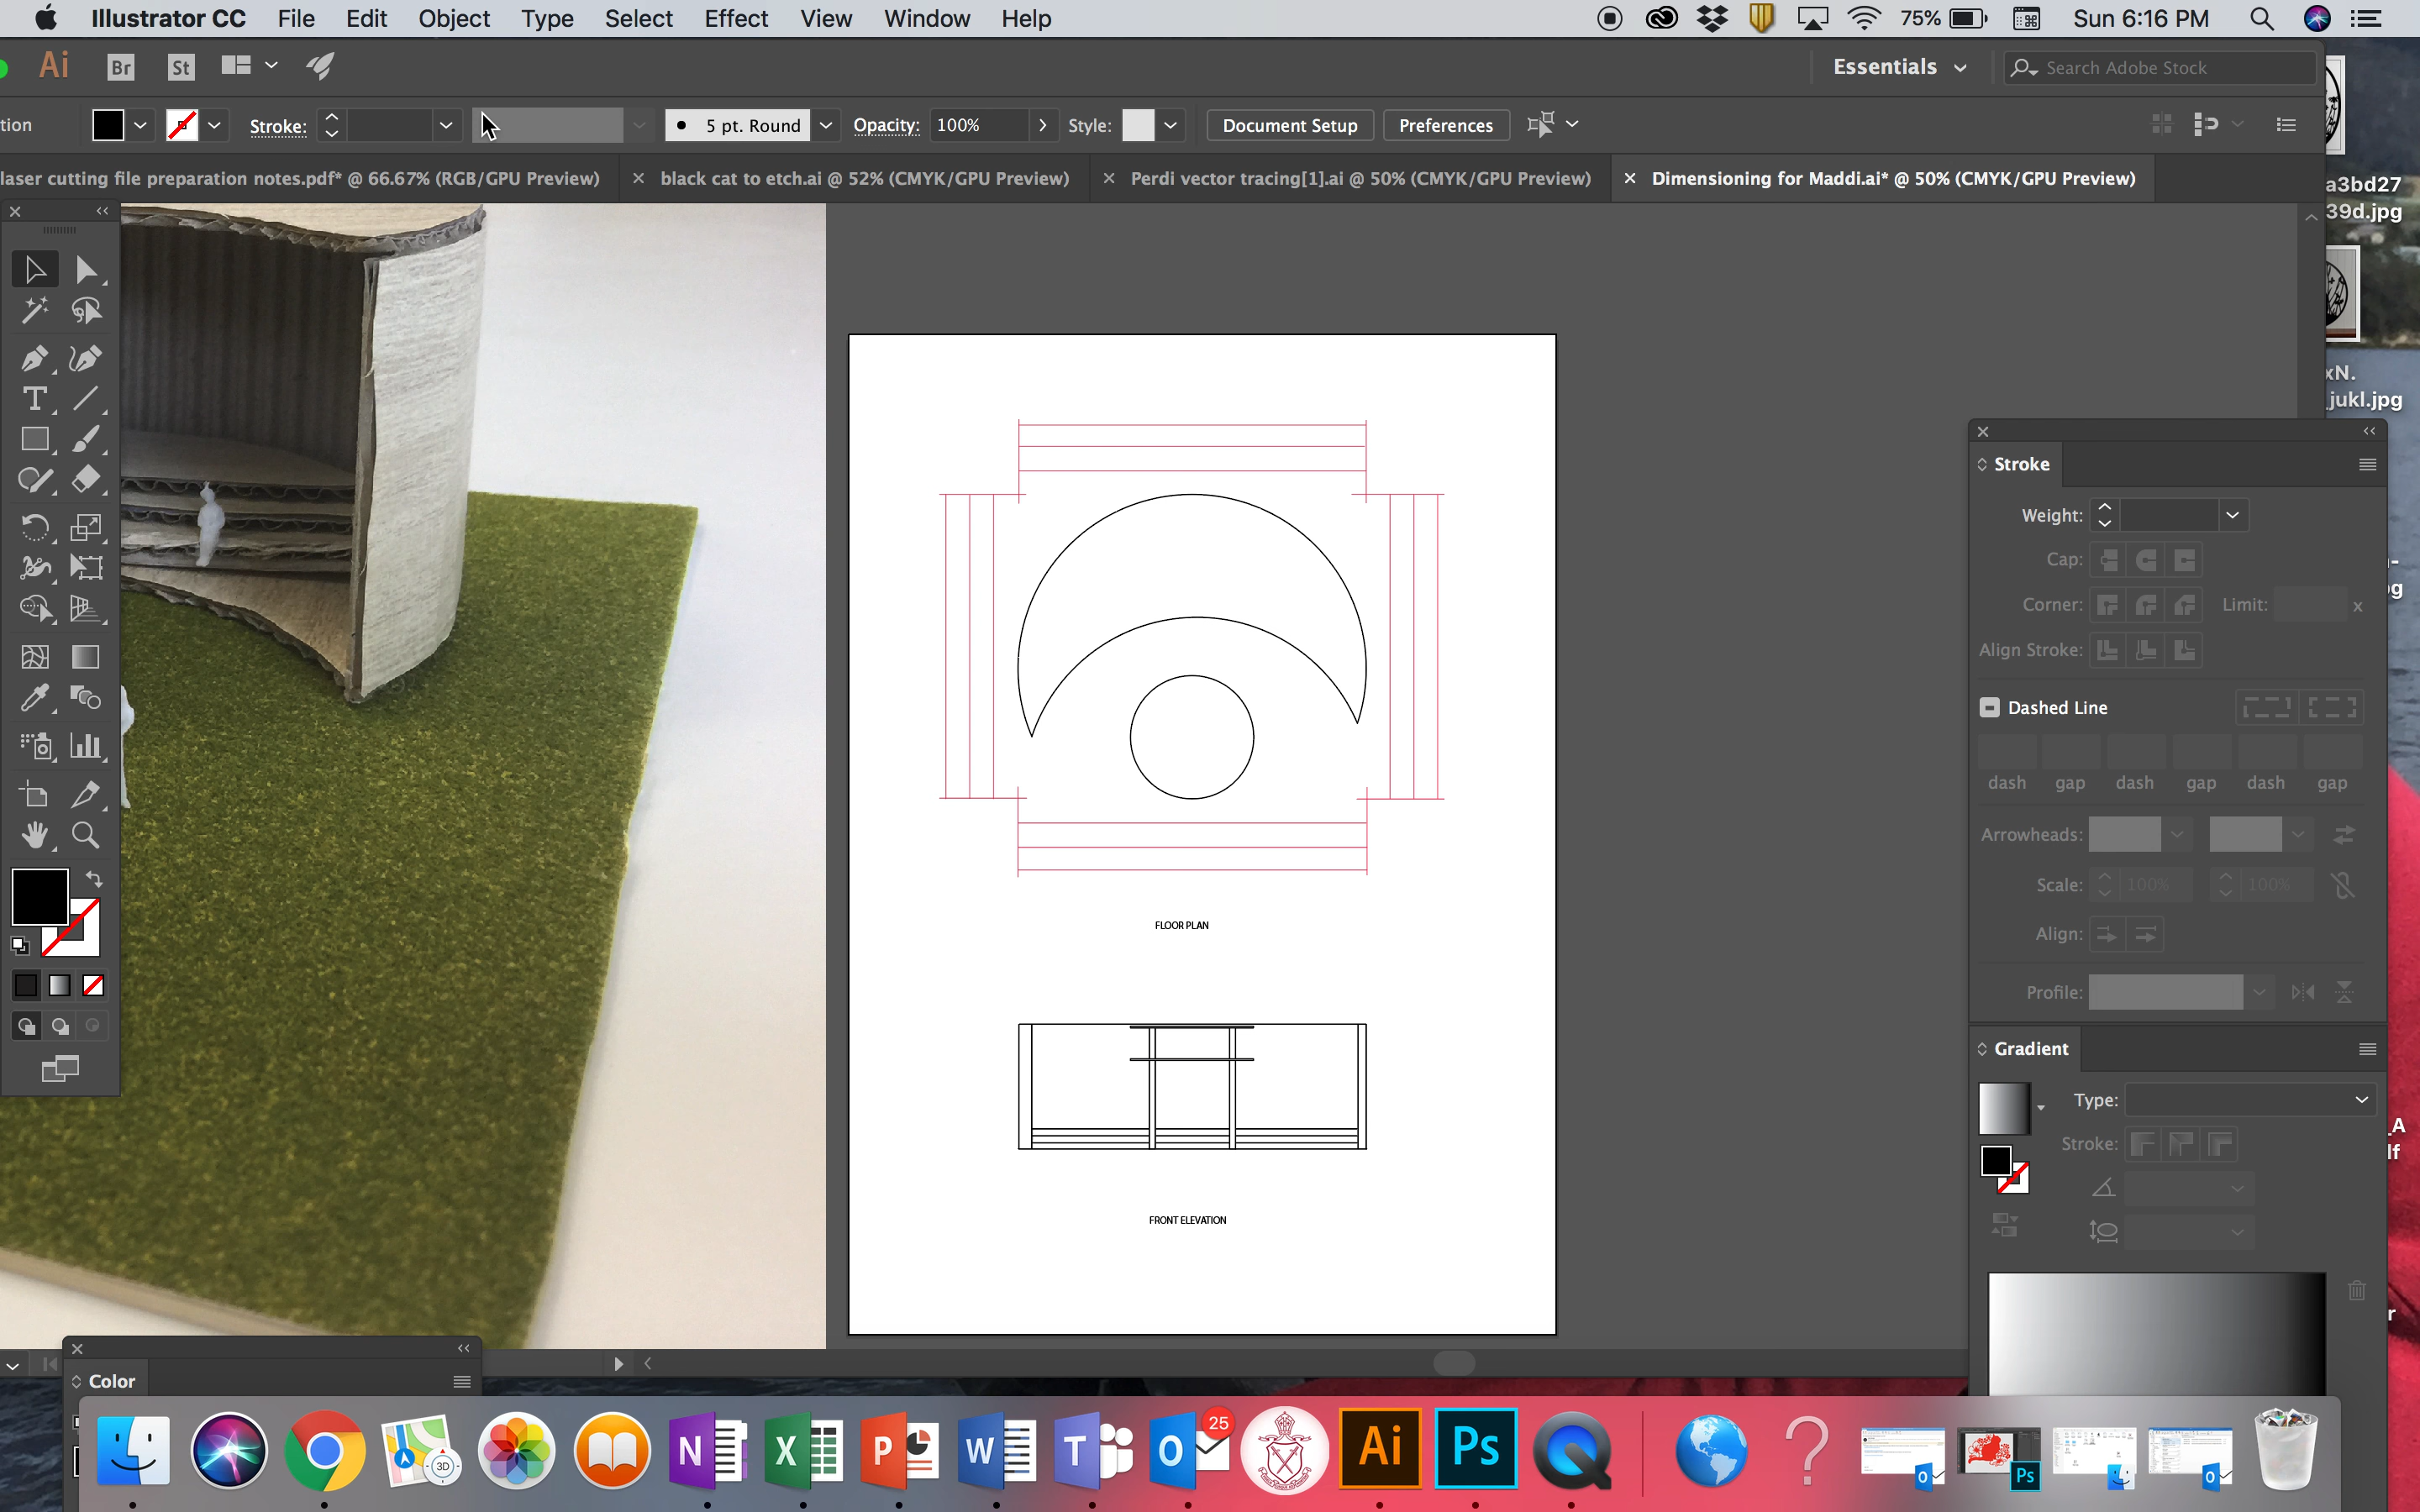 Illustrator CC File Edit Object Type Select Effect View Window Help 75% Sun 6:16 PM
Ai Br St Essentials Search Adobe Stock
tion Stroke: 5 pt. Round Opacity: 100% Style: Document Setup Preferences
laser cutting file preparation notes.pdf* @ 66.67% (RGB/GPU Preview) × black cat to etch.ai @ 52% (CMYK/GPU Preview) × Perdi vector tracing[1].ai @ 50% (CMYK/GPU Preview) × Dimensioning for Maddi.ai* @ 50% (CMYK/GPU Preview)
a3bd27
39d.jpg
xN.
jukl.jpg
Stroke
Weight:
Cap:
Corner: Limit: x
Align Stroke:
Dashed Line
dash gap dash gap dash gap
Arrowheads:
Scale: 100% 100%
Align:
Profile:
FLOOR PLAN
FRONT ELEVATION
Gradient
Type:
Stroke:
Color
N X P W T O 25 Ai Ps
3D
Ps